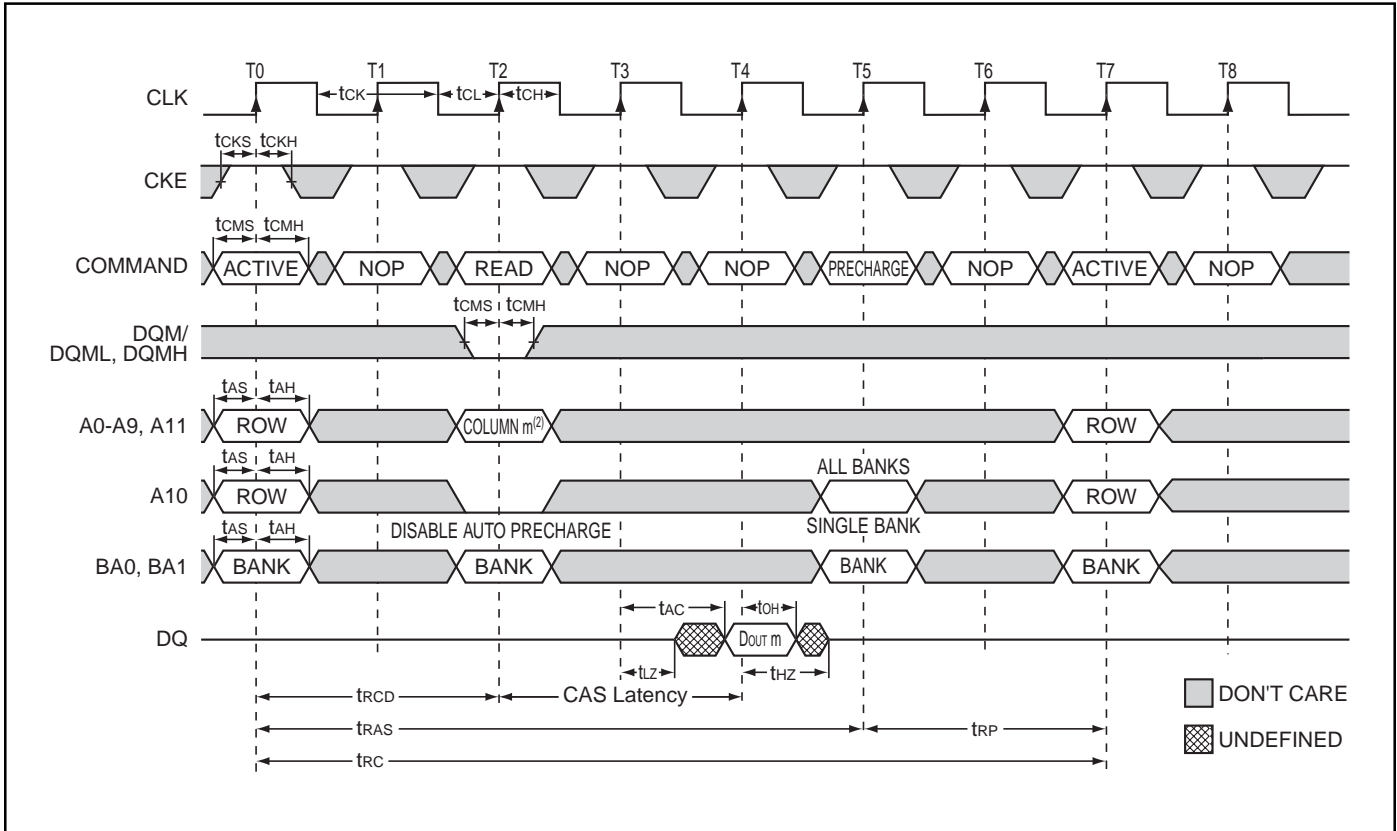 T0 T1 T2 T3 T4 T5 T6 T7 T8
CLK tCK tCL tCH
tCKS tCKH
CKE
tCMS tCMH
COMMAND ACTIVE NOP READ NOP NOP PRECHARGE NOP ACTIVE NOP
tCMS tCMH
DQM/
DQML, DQMH
tAS tAH
A0-A9, A11 ROW COLUMN m(2) ROW
tAS tAH
ALL BANKS
A10 ROW ROW
DISABLE AUTO PRECHARGE SINGLE BANK
tAS tAH
BA0, BA1 BANK BANK BANK BANK
tAC tOH
DQ DOUT m
tLZ tHZ
tRCD CAS Latency
DON'T CARE
tRAS tRP
UNDEFINED
tRC